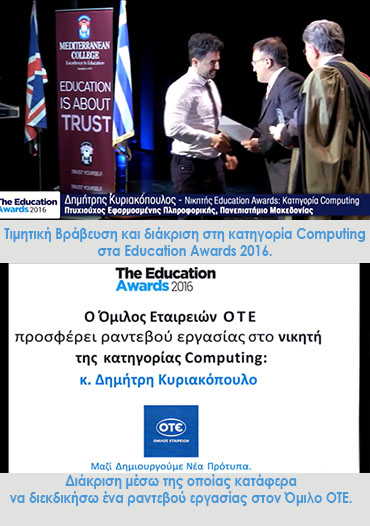 MEDITERRANEAN
COLLEGE
Excellence in Education
EDUCATION
IS ABOUT
TRUST
TRUST YOURSELF
The Education
Awards 2016
Δημήτρης Κυριακόπουλος - Νικητής Education Awards: Κατηγορία Computing
Πτυχιούχος Εφαρμοσμένης Πληροφορικής, Πανεπιστήμιο Μακεδονίας
Τιμητική Βράβευση και διάκριση στη κατηγορία Computing
στα Education Awards 2016.
The Education
Awards 2016
Ο Όμιλος Εταιρειών ΟΤΕ
προσφέρει ραντεβού εργασίας στο νικητή
της κατηγορίας Computing:
κ. Δημήτρη Κυριακόπουλο
ΟΤΕ
ΟΜΙΛΟΣ ΕΤΑΙΡΕΙΩΝ
Μαζί Δημιουργούμε Νέα Πρότυπα.
Διάκριση μέσω της οποίας κατάφερα
να διεκδικήσω ένα ραντεβού εργασίας στον Όμιλο ΟΤΕ.